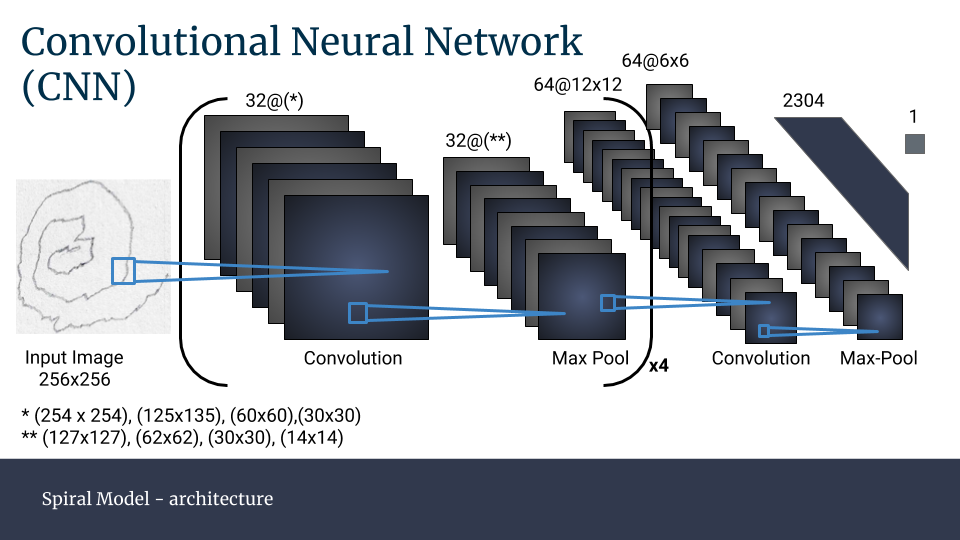 Convolutional Neural Network
(CNN)
64@6x6
64@12x12
32@(*)
2304
1
32@(**)
Input Image
256x256
Convolution
Max Pool
x4
Convolution
Max-Pool
* (254 x 254), (125x135), (60x60),(30x30)
** (127x127), (62x62), (30x30), (14x14)
Spiral Model - architecture